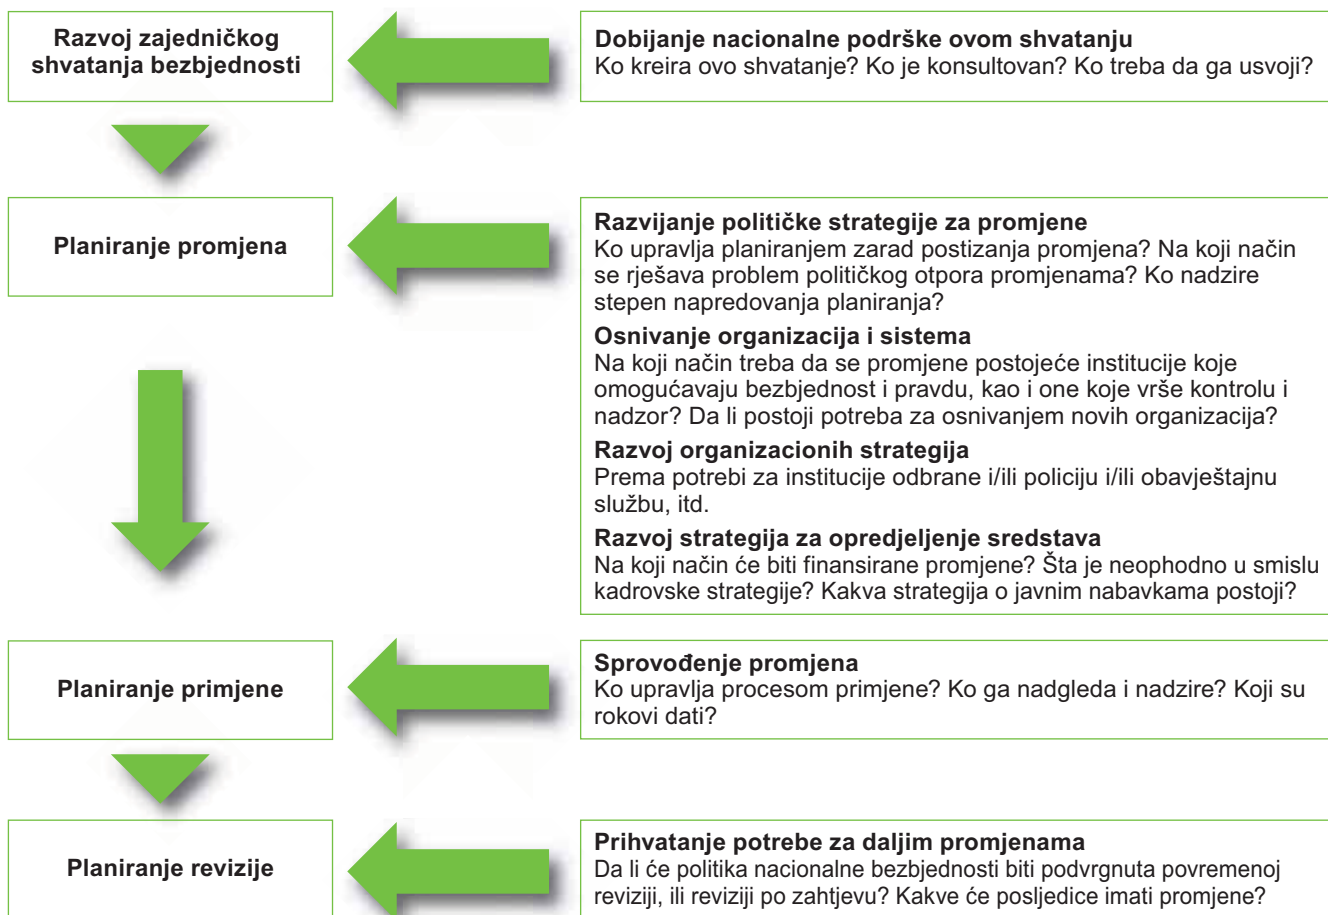 Razvoj zajedničkog
shvatanja bezbjednosti
Dobijanje nacionalne podrške ovom shvatanju
Ko kreira ovo shvatanje? Ko je konsultovan? Ko treba da ga usvoji?
Planiranje promjena
Razvijanje političke strategije za promjene
Ko upravlja planiranjem zarad postizanja promjena? Na koji način
se rješava problem političkog otpora promjenama? Ko nadzire
stepen napredovanja planiranja?
Osnivanje organizacija i sistema
Na koji način treba da se promjene postojeće institucije koje
omogućavaju bezbjednost i pravdu, kao i one koje vrše kontrolu i
nadzor? Da li postoji potreba za osnivanjem novih organizacija?
Razvoj organizacionih strategija
Prema potrebi za institucije odbrane i/ili policiju i/ili obavještajnu
službu, itd.
Razvoj strategija za opredjeljenje sredstava
Na koji način će biti finansirane promjene? Šta je neophodno u smislu
kadrovske strategije? Kakva strategija o javnim nabavkama postoji?
Planiranje primjene
Sprovođenje promjena
Ko upravlja procesom primjene? Ko ga nadgleda i nadzire? Koji su
rokovi dati?
Planiranje revizije
Prihvatanje potrebe za daljim promjenama
Da li će politika nacionalne bezbjednosti biti podvrgnuta povremenoj
reviziji, ili reviziji po zahtjevu? Kakve će posljedice imati promjene?